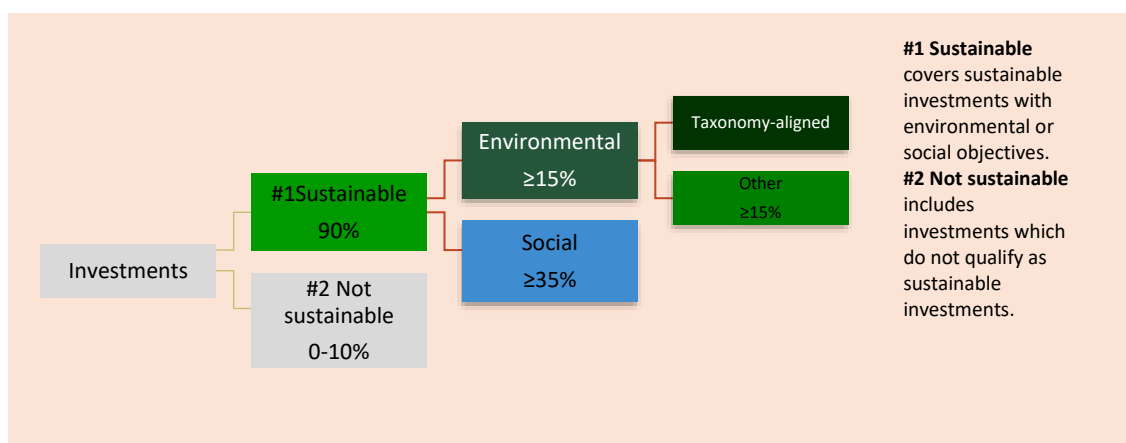 Investments
#1Sustainable
90%
#2 Not
sustainable
0-10%
Environmental
≥15%
Social
≥35%
Taxonomy-aligned
Other
≥15%
#1 Sustainable
covers sustainable
investments with
environmental or
social objectives.
#2 Not sustainable
includes
investments which
do not qualify as
sustainable
investments.